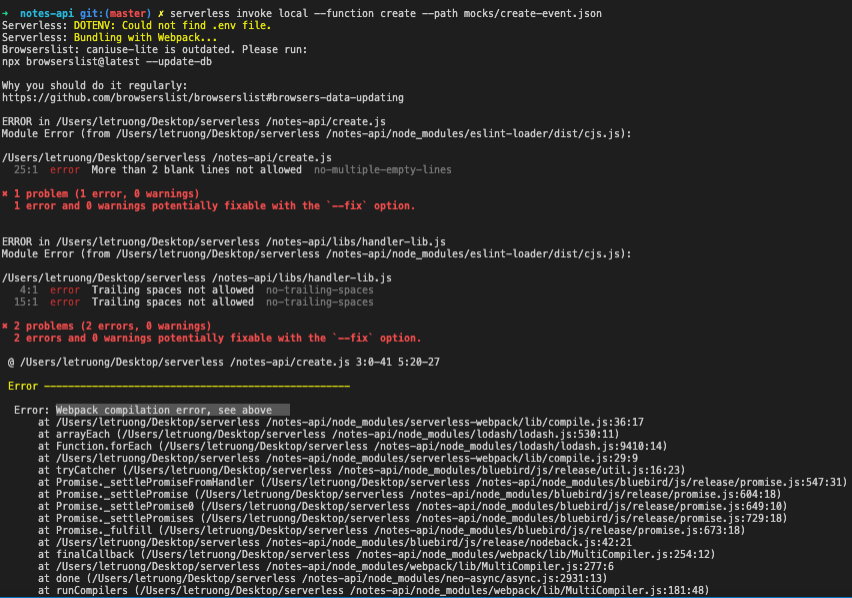 ➜ notes-api git:(master) ✗ serverless invoke local --function create --path mocks/create-event.json
Serverless: DOTENV: Could not find .env file.
Serverless: Bundling with Webpack...
Browserslist: caniuse-lite is outdated. Please run:
npx browserslist@latest --update-db
Why you should do it regularly:
https://github.com/browserslist/browserslist#browsers-data-updating
ERROR in /Users/letruong/Desktop/serverless /notes-api/create.js
Module Error (from /Users/letruong/Desktop/serverless /notes-api/node_modules/eslint-loader/dist/cjs.js):
/Users/letruong/Desktop/serverless /notes-api/create.js
25:1 error More than 2 blank lines not allowed no-multiple-empty-lines
✖ 1 problem (1 error, 0 warnings)
1 error and 0 warnings potentially fixable with the `--fix` option.
ERROR in /Users/letruong/Desktop/serverless /notes-api/libs/handler-lib.js
Module Error (from /Users/letruong/Desktop/serverless /notes-api/node_modules/eslint-loader/dist/cjs.js):
/Users/letruong/Desktop/serverless /notes-api/libs/handler-lib.js
4:1 error Trailing spaces not allowed no-trailing-spaces
15:1 error Trailing spaces not allowed no-trailing-spaces
✖ 2 problems (2 errors, 0 warnings)
2 errors and 0 warnings potentially fixable with the `--fix` option.
@ /Users/letruong/Desktop/serverless /notes-api/create.js 3:0-41 5:20-27
Error ---------------------------------------------------
Error: Webpack compilation error, see above
at /Users/letruong/Desktop/serverless /notes-api/node_modules/serverless-webpack/lib/compile.js:36:17
at arrayEach (/Users/letruong/Desktop/serverless /notes-api/node_modules/lodash/lodash.js:530:11)
at Function.forEach (/Users/letruong/Desktop/serverless /notes-api/node_modules/lodash/lodash.js:9410:14)
at /Users/letruong/Desktop/serverless /notes-api/node_modules/serverless-webpack/lib/compile.js:29:9
at tryCatcher (/Users/letruong/Desktop/serverless /notes-api/node_modules/bluebird/js/release/util.js:16:23)
at Promise._settlePromiseFromHandler (/Users/letruong/Desktop/serverless /notes-api/node_modules/bluebird/js/release/promise.js:547:31)
at Promise._settlePromise (/Users/letruong/Desktop/serverless /notes-api/node_modules/bluebird/js/release/promise.js:604:18)
at Promise._settlePromise0 (/Users/letruong/Desktop/serverless /notes-api/node_modules/bluebird/js/release/promise.js:649:10)
at Promise._settlePromises (/Users/letruong/Desktop/serverless /notes-api/node_modules/bluebird/js/release/promise.js:729:18)
at Promise._fulfill (/Users/letruong/Desktop/serverless /notes-api/node_modules/bluebird/js/release/promise.js:673:18)
at /Users/letruong/Desktop/serverless /notes-api/node_modules/bluebird/js/release/nodeback.js:42:21
at finalCallback (/Users/letruong/Desktop/serverless /notes-api/node_modules/webpack/lib/MultiCompiler.js:254:12)
at /Users/letruong/Desktop/serverless /notes-api/node_modules/webpack/lib/MultiCompiler.js:277:6
at done (/Users/letruong/Desktop/serverless /notes-api/node_modules/neo-async/async.js:2931:13)
at runCompilers (/Users/letruong/Desktop/serverless /notes-api/node_modules/webpack/lib/MultiCompiler.js:181:48)